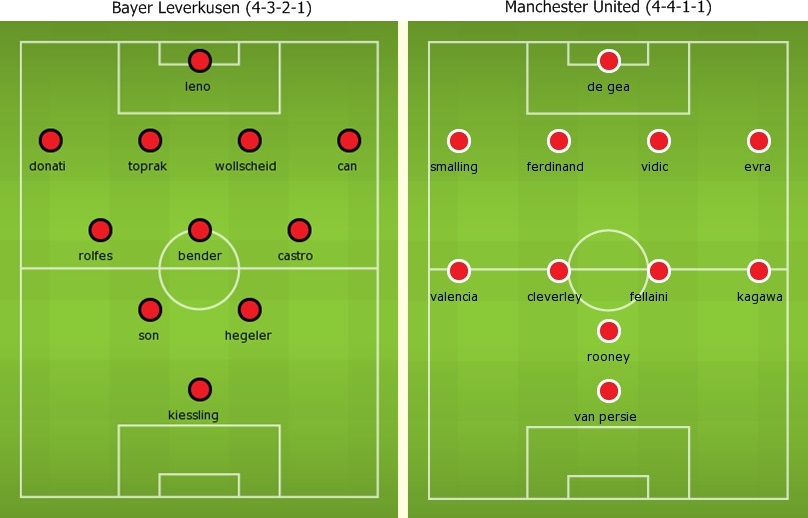 Bayer Leverkusen (4-3-2-1)
leno
donati toprak wollscheid can
rolfes bender castro
son hegeler
kiessling
Manchester United (4-4-1-1)
de gea
smalling ferdinand vidic evra
valencia cleverley fellaini kagawa
rooney
van persie